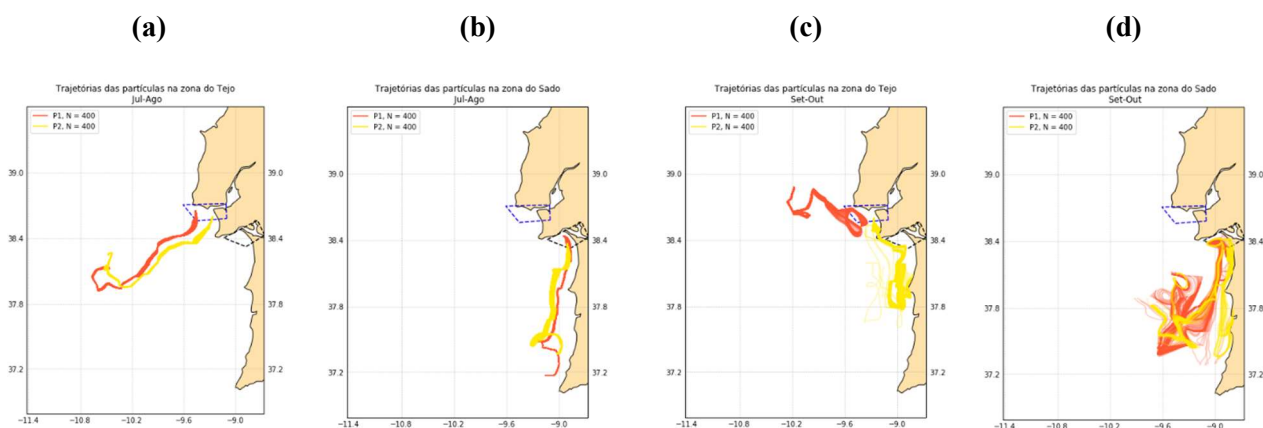 (a)
(b)
(c)
(d)
Trajetórias das partículas na zona do Tejo
Jul-Ago
P1, N = 400
P2, N = 400
39.0
38.4
37.8
37.2
−11.4
−10.8
−10.2
−9.6
−9.0
Trajetórias das partículas na zona do Sado
Jul-Ago
P1, N = 400
P2, N = 400
39.0
38.4
37.8
37.2
−11.4
−10.8
−10.2
−9.6
−9.0
Trajetórias das partículas na zona do Tejo
Set-Out
P1, N = 400
P2, N = 400
39.0
38.4
37.8
37.2
−11.4
−10.8
−10.2
−9.6
−9.0
Trajetórias das partículas na zona do Sado
Set-Out
P1, N = 400
P2, N = 400
39.0
38.4
37.8
37.2
−11.4
−10.8
−10.2
−9.6
−9.0